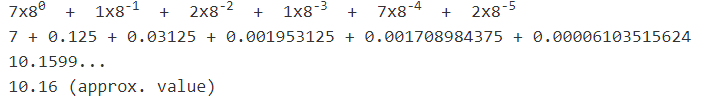 7x8⁰ + 1x8⁻¹ + 2x8⁻² + 1x8⁻³ + 7x8⁻⁴ + 2x8⁻⁵
7 + 0.125 + 0.03125 + 0.001953125 + 0.001708984375 + 0.00006103515624
10.1599...
10.16 (approx. value)